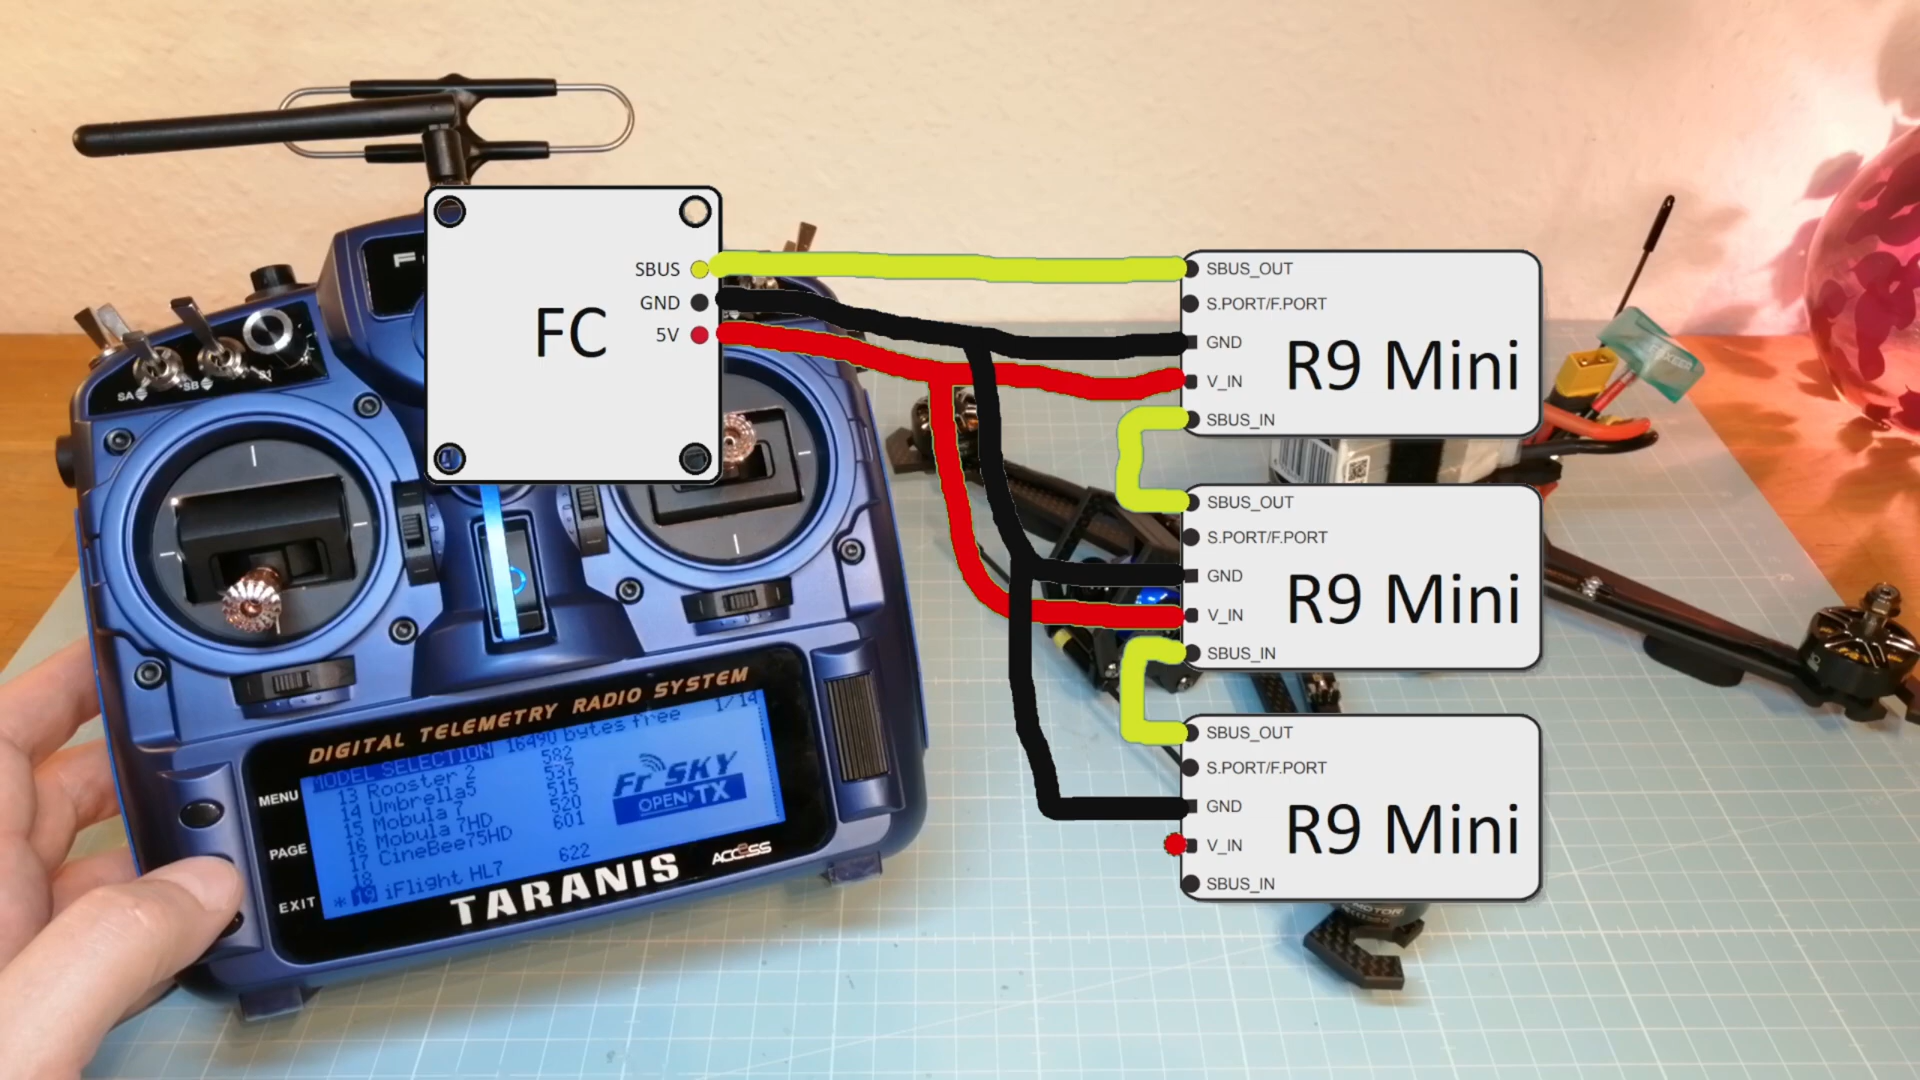 SBUS
GND
5V
FC
SBUS_OUT
S.PORT/F.PORT
GND
V_IN
SBUS_IN
R9 Mini
SBUS_OUT
S.PORT/F.PORT
GND
V_IN
SBUS_IN
R9 Mini
SBUS_OUT
S.PORT/F.PORT
GND
V_IN
SBUS_IN
R9 Mini
SA
SB
S1
DIGITAL TELEMETRY RADIO SYSTEM
MODEL SELECTION 16490 bytes free 1/14
13 Rooster 2 582
14 Umbrella5 537
15 Mobula 7 515
16 Mobula 7HD 520
17 CineBee75HD 601
18
*19 iFlight HL7 622
FrSKY
OPEN TX
MENU
PAGE
EXIT
TARANIS
ACCESS